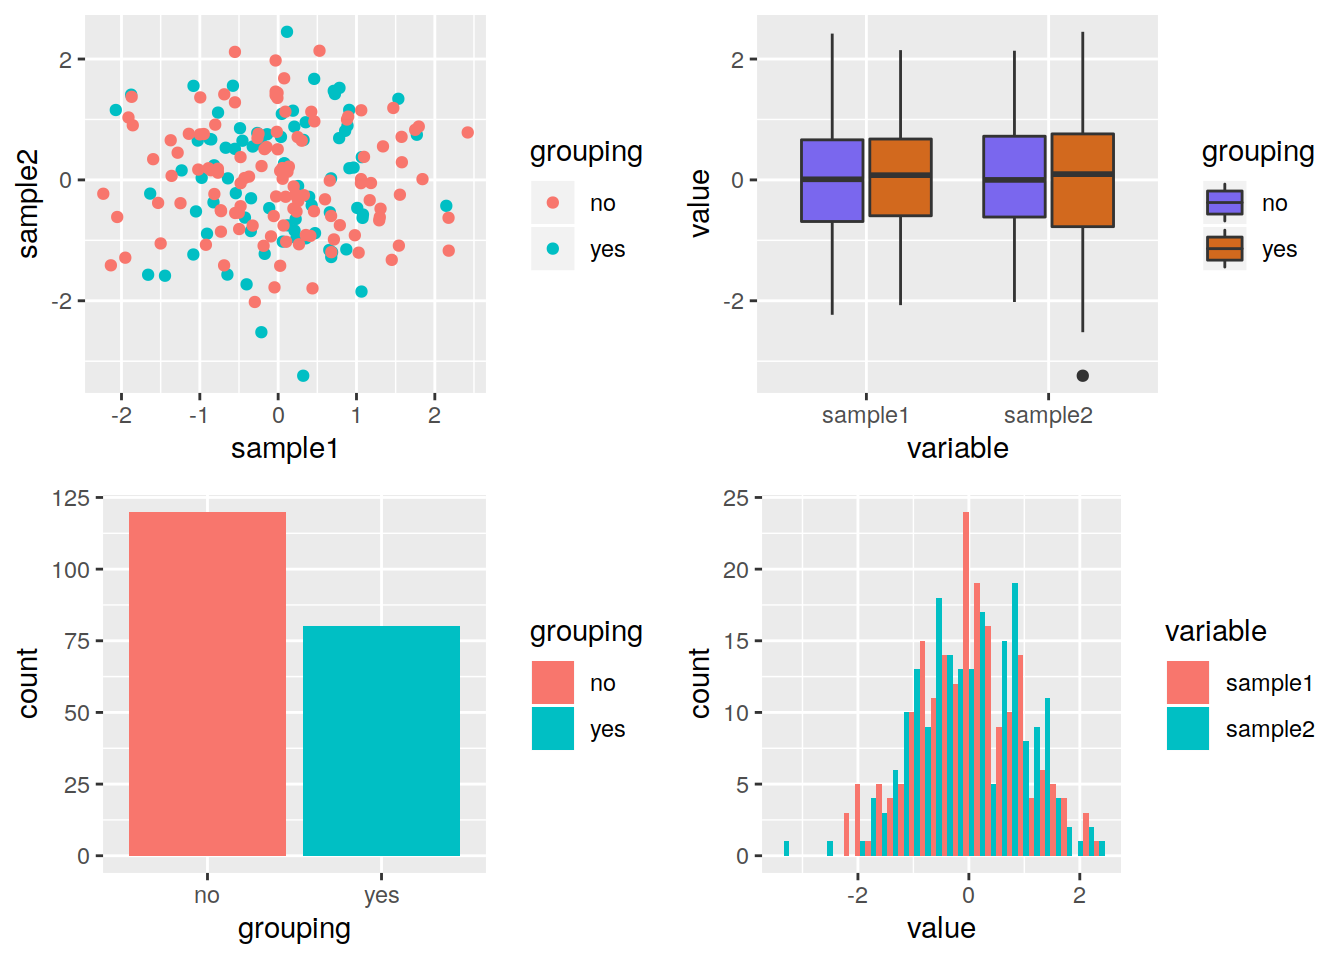 2
0
-2
sample2
-2 -1 0 1 2
sample1
grouping
no
yes
2
0
-2
value
sample1 sample2
variable
grouping
no
yes
125
100
75
50
25
0
count
no yes
grouping
grouping
no
yes
25
20
15
10
5
0
count
-2 0 2
value
variable
sample1
sample2